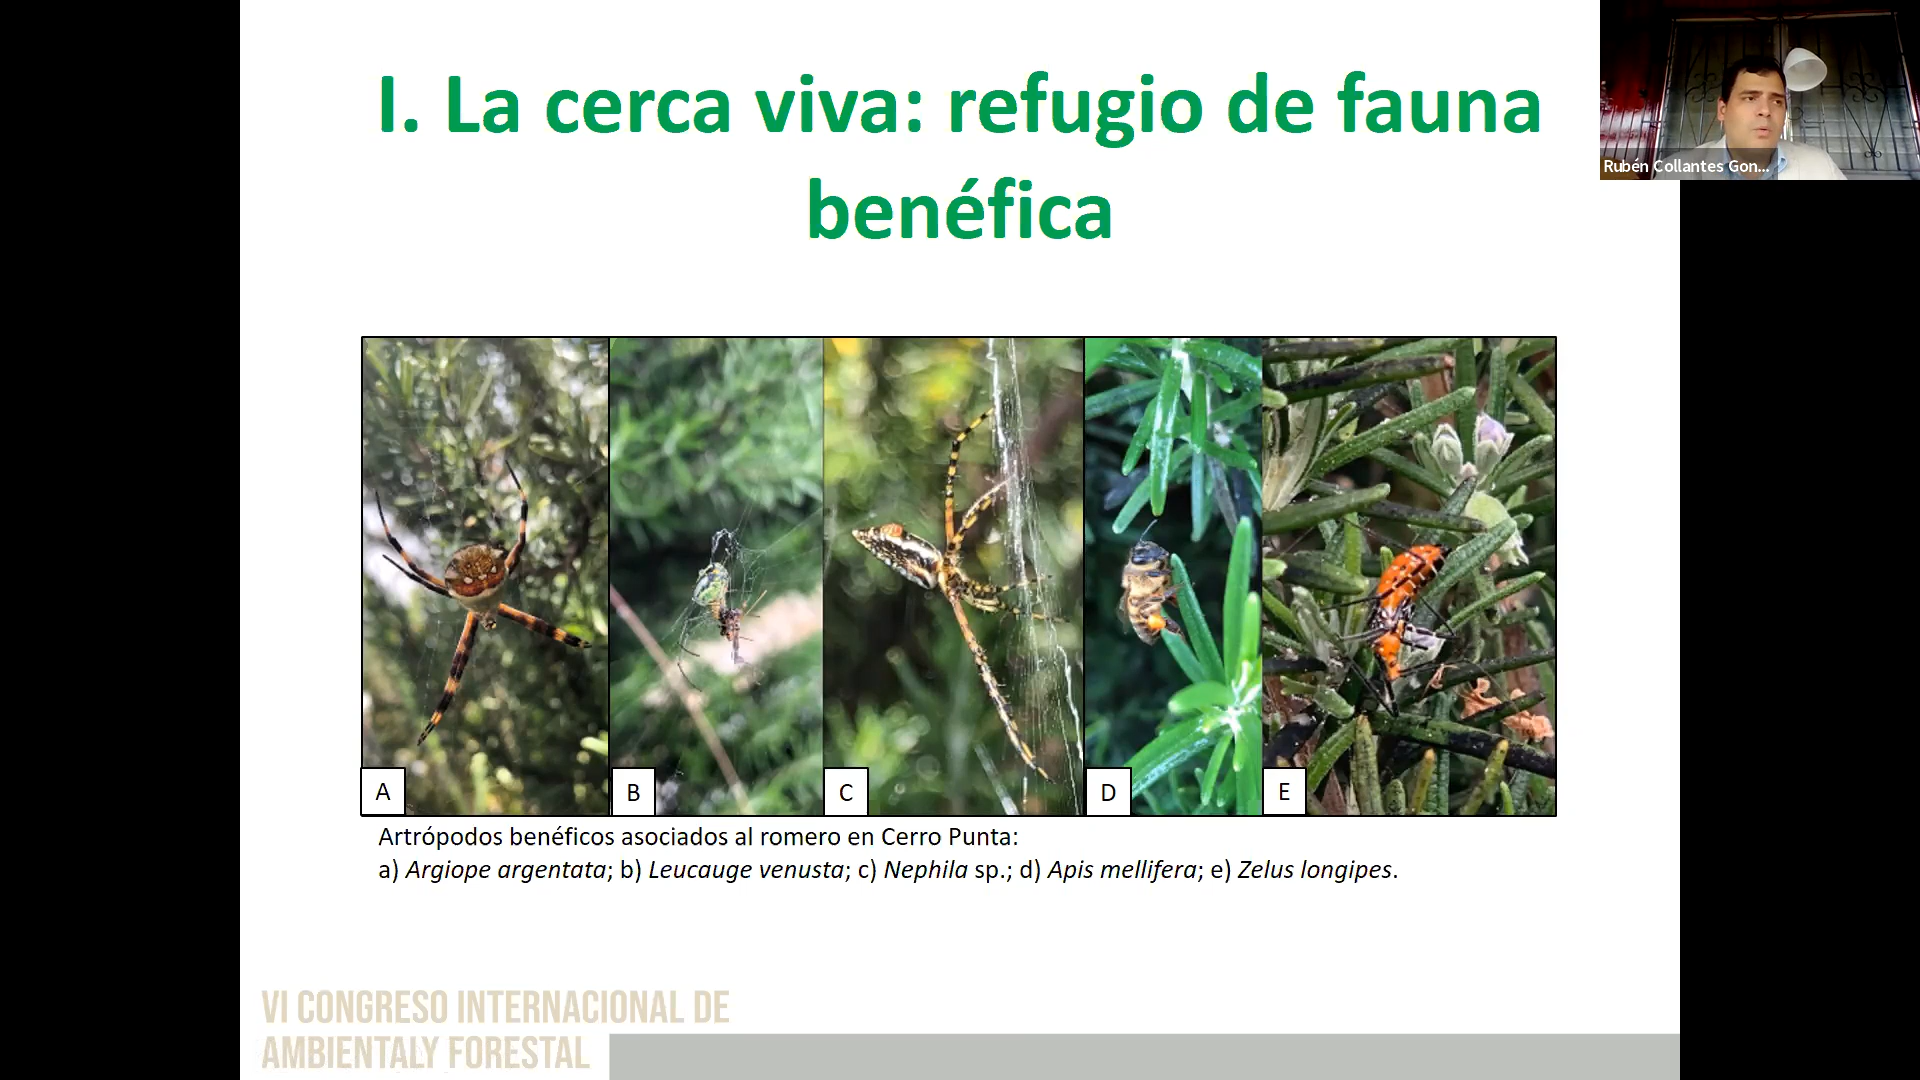 I. La cerca viva: refugio de fauna
benéfica
Rubén Collantes Gon...
A
B
C
D
E
Artrópodos benéficos asociados al romero en Cerro Punta:
a) Argiope argentata; b) Leucauge venusta; c) Nephila sp.; d) Apis mellifera; e) Zelus longipes.
VI CONGRESO INTERNACIONAL DE
AMBIENTALY FORESTAL